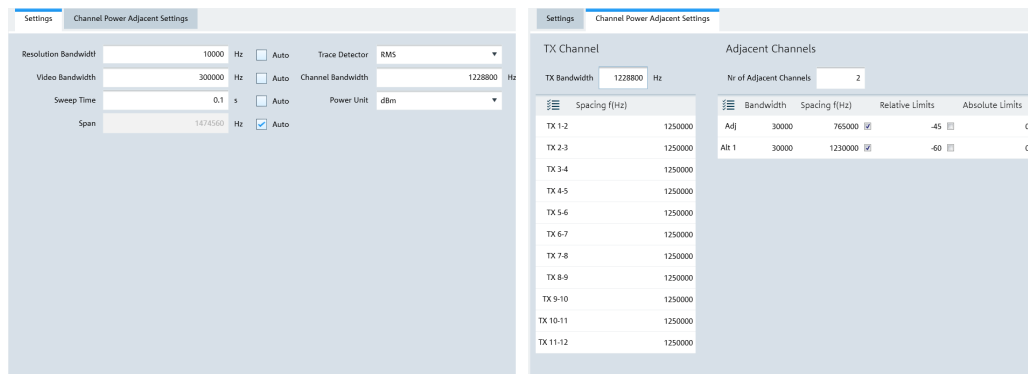 Settings Channel Power Adjacent Settings
Resolution Bandwidth 10000 Hz Auto Trace Detector RMS
Video Bandwidth 300000 Hz Auto Channel Bandwidth 1228800 Hz
Sweep Time 0.1 s Auto Power Unit dBm
Span 1474560 Hz Auto
Settings Channel Power Adjacent Settings
TX Channel Adjacent Channels
TX Bandwidth 1228800 Hz Nr of Adjacent Channels 2
Spacing f(Hz) Bandwidth Spacing f(Hz) Relative Limits Absolute Limits
TX 1-2 1250000 Adj 30000 765000 -45
TX 2-3 1250000 Alt 1 30000 1230000 -60
TX 3-4 1250000
TX 4-5 1250000
TX 5-6 1250000
TX 6-7 1250000
TX 7-8 1250000
TX 8-9 1250000
TX 9-10 1250000
TX 10-11 1250000
TX 11-12 1250000